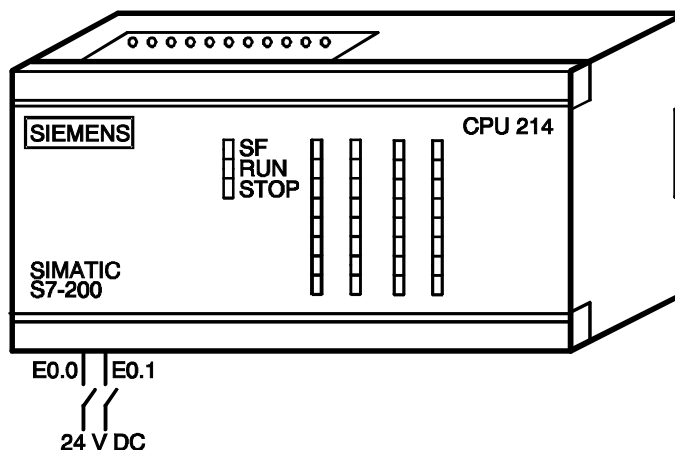 SIEMENS
CPU 214
SF
RUN
STOP
SIMATIC
S7-200
E0.0 E0.1
24 V DC